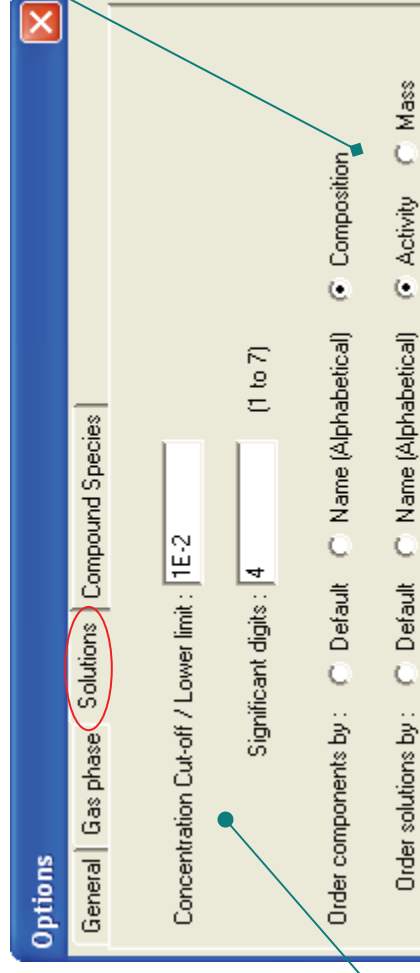 Options
General Gas phase Solutions Compound Species
Concentration Cut-off / Lower limit : 1E-2
Significant digits : 4 (1 to 7)
Order components by : Default Name (Alphabetical) Composition
Order solutions by : Default Name (Alphabetical) Activity Mass